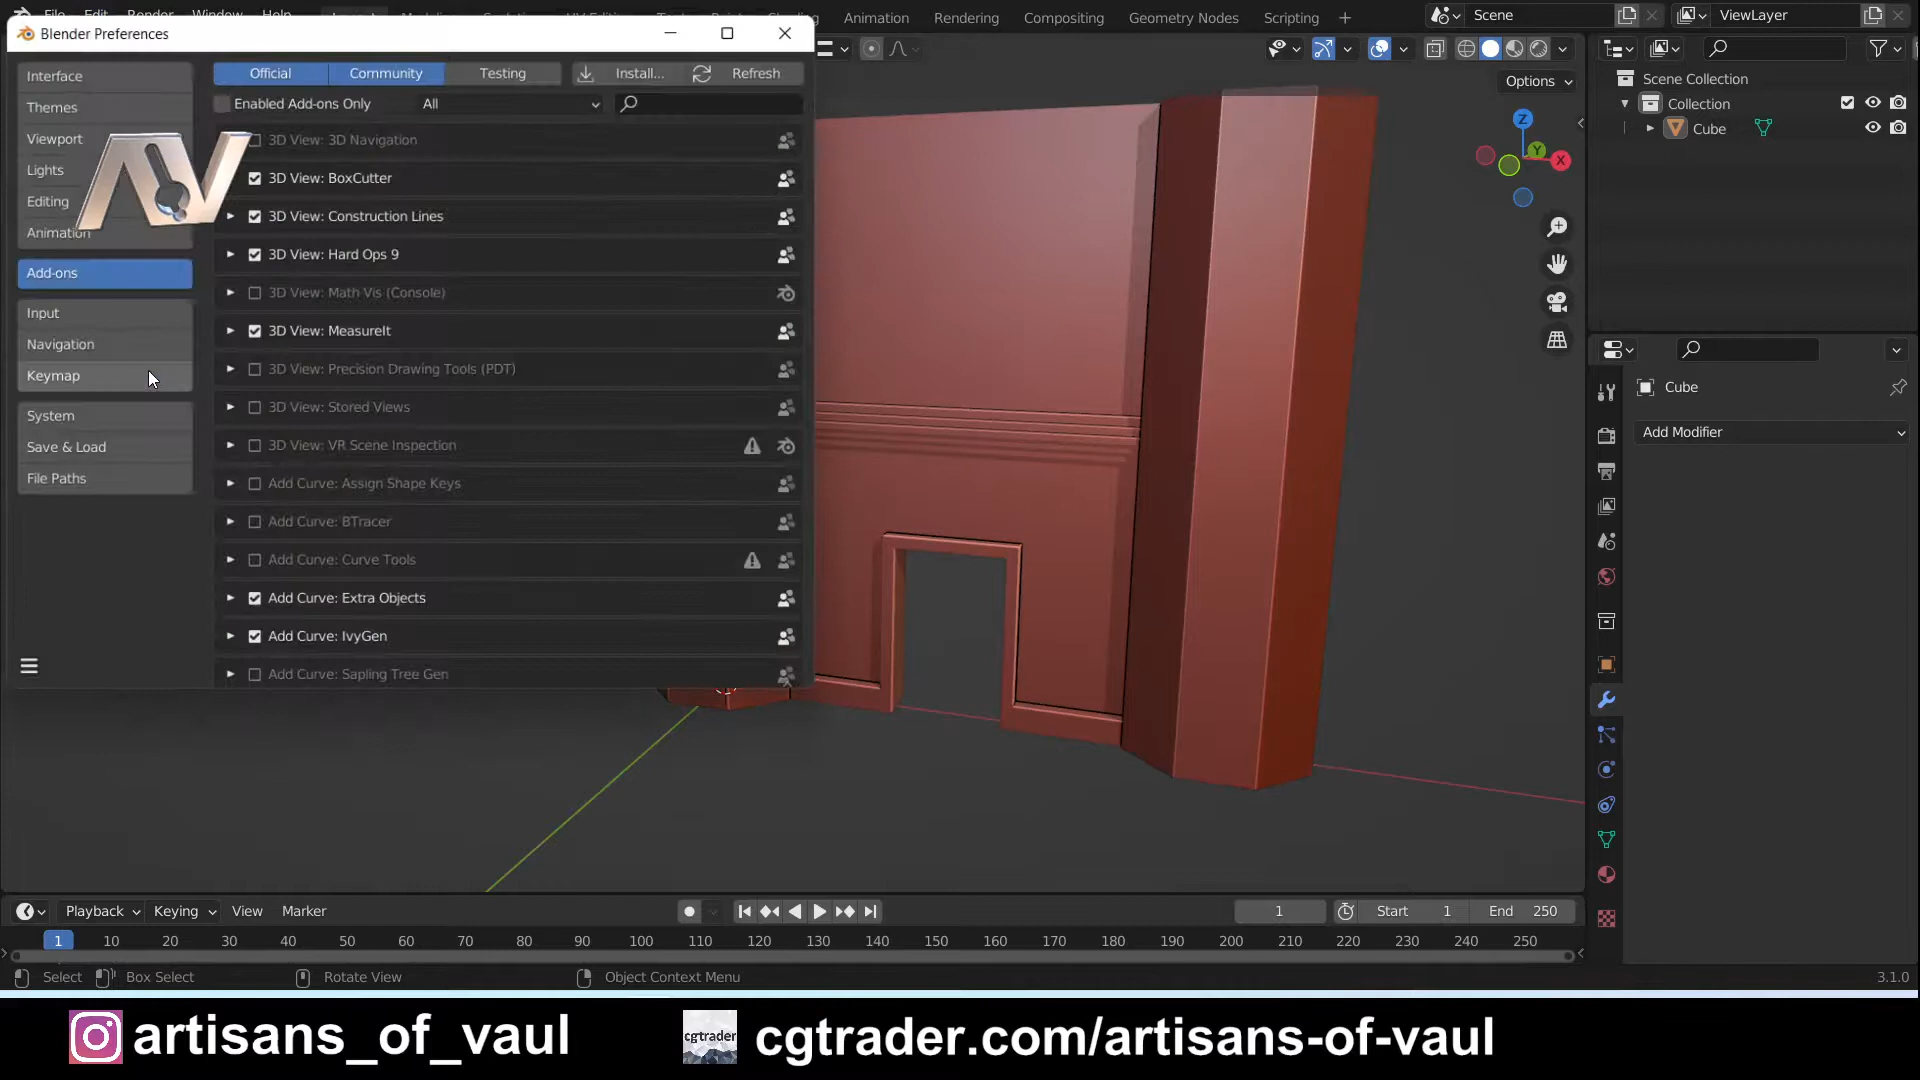 File Edit Render Window Help
Animation Rendering Compositing Geometry Nodes Scripting
Scene
ViewLayer
Blender Preferences
Interface
Themes
Viewport
Lights
Editing
Animation
Add-ons
Input
Navigation
Keymap
System
Save & Load
File Paths
Official Community Testing Install... Refresh
Enabled Add-ons Only All
3D View: 3D Navigation
3D View: BoxCutter
3D View: Construction Lines
3D View: Hard Ops 9
3D View: Math Vis (Console)
3D View: MeasureIt
3D View: Precision Drawing Tools (PDT)
3D View: Stored Views
3D View: VR Scene Inspection
Add Curve: Assign Shape Keys
Add Curve: BTracer
Add Curve: Curve Tools
Add Curve: Extra Objects
Add Curve: IvyGen
Add Curve: Sapling Tree Gen
AV
Options
Z
Y
X
Scene Collection
Collection
Cube
Cube
Add Modifier
Playback Keying View Marker
1 Start 1 End 250
1 10 20 30 40 50 60 70 80 90 100 110 120 130 140 150 160 170 180 190 200 210 220 230 240 250
Select Box Select Rotate View Object Context Menu 3.1.0
artisans_of_vaul
cgtrader
cgtrader.com/artisans-of-vaul